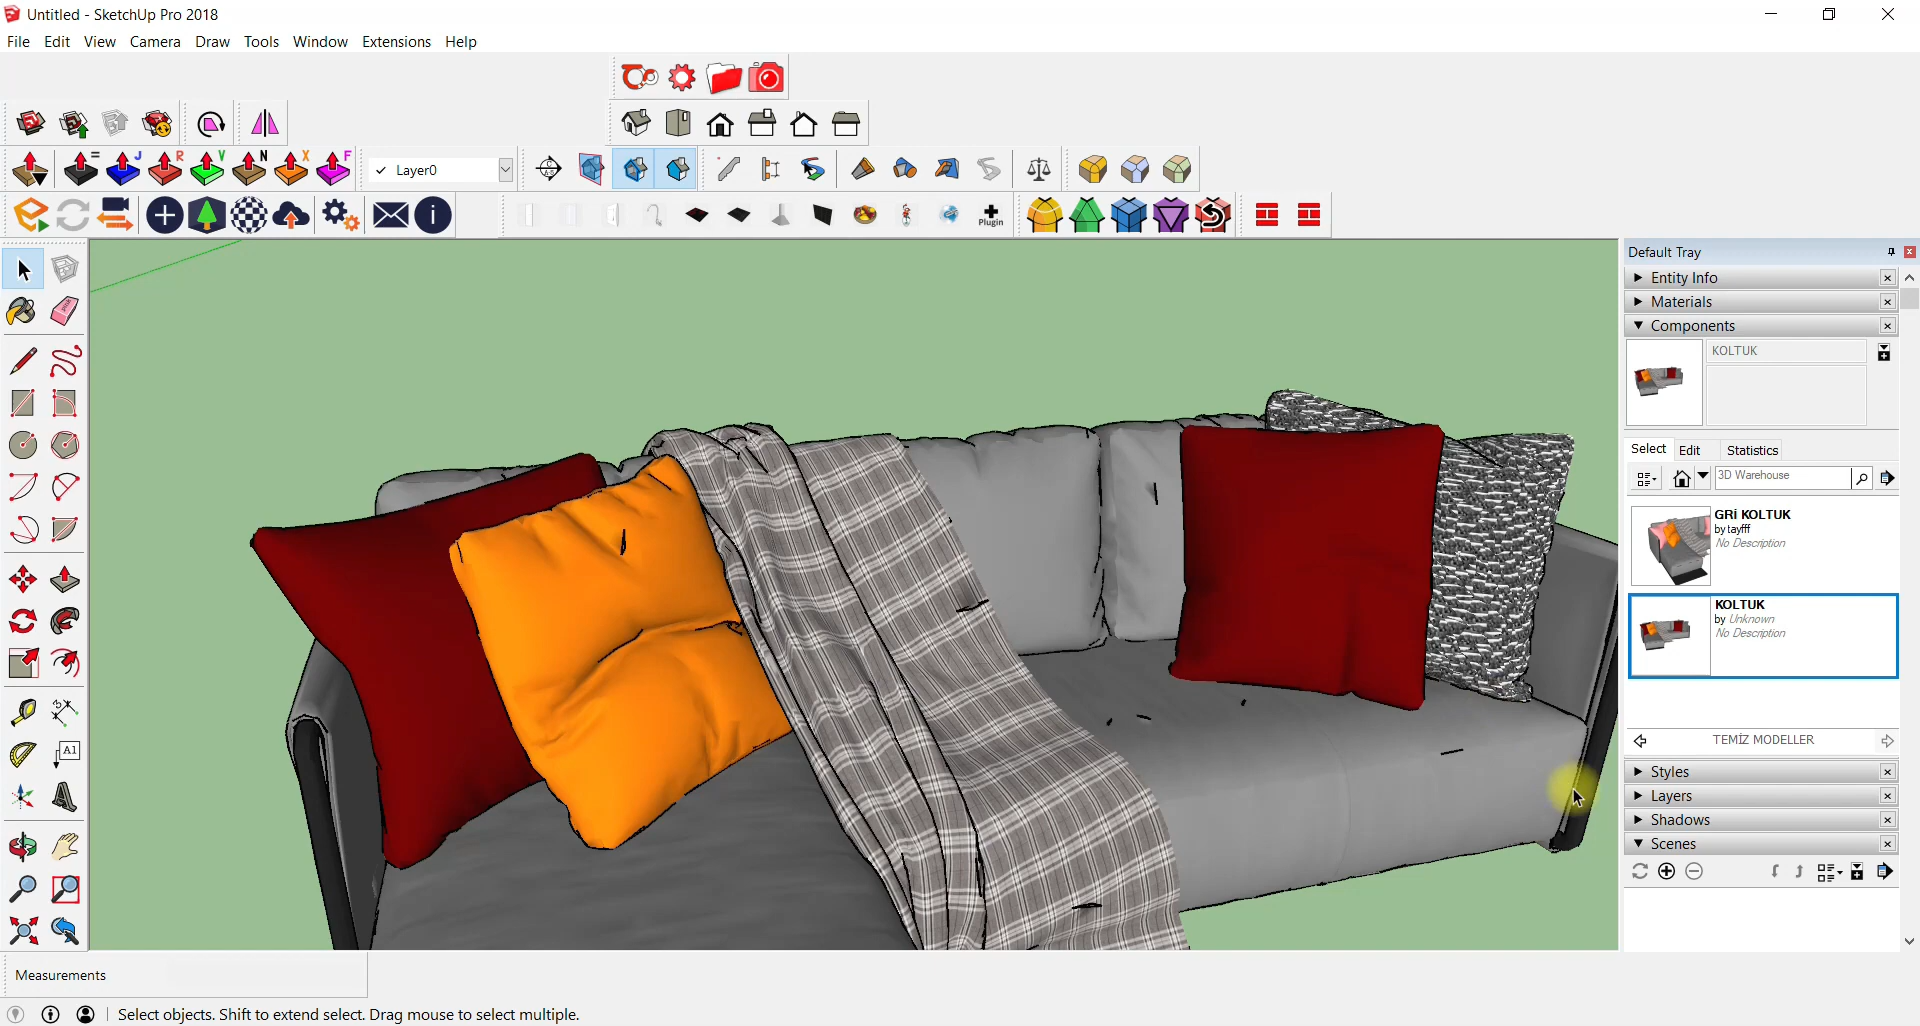 Untitled - SketchUp Pro 2018
File Edit View Camera Draw Tools Window Extensions Help
= J R V N X F
✓ Layer0
Plugin
Default Tray
Entity Info
Materials
Components
KOLTUK
Select Edit Statistics
3D Warehouse
GRİ KOLTUK
by tayfff
No Description
KOLTUK
by Unknown
No Description
TEMİZ MODELLER
Styles
Layers
Shadows
Scenes
A1
Measurements
Select objects. Shift to extend select. Drag mouse to select multiple.